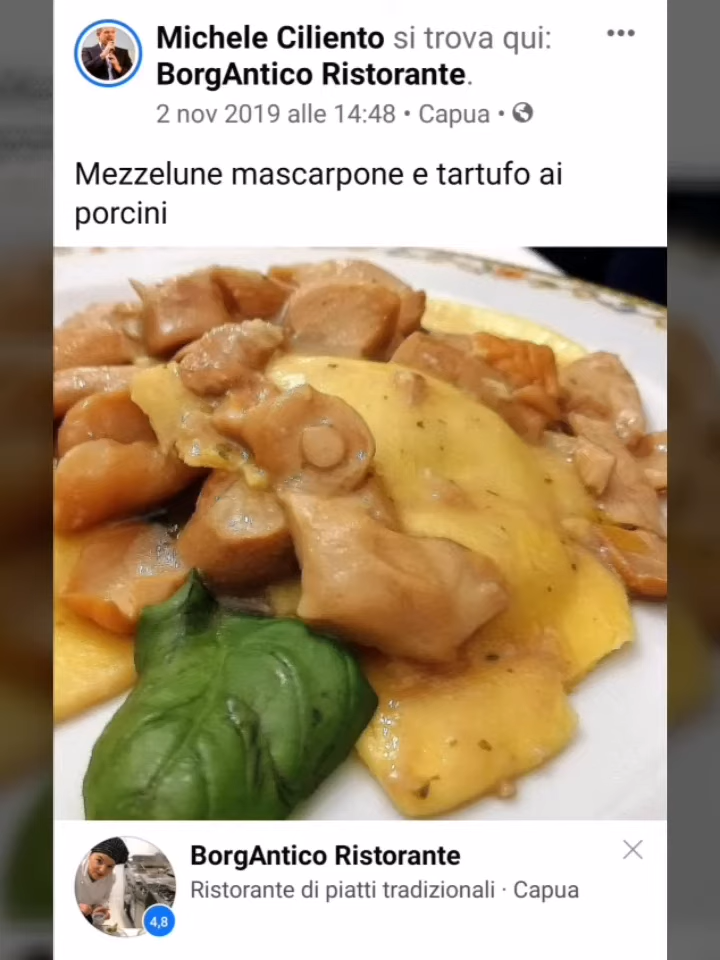 Michele Ciliento si trova qui:
BorgAntico Ristorante.
2 nov 2019 alle 14:48 • Capua •
Mezzelune mascarpone e tartufo ai
porcini
BorgAntico Ristorante
Ristorante di piatti tradizionali · Capua
4,8